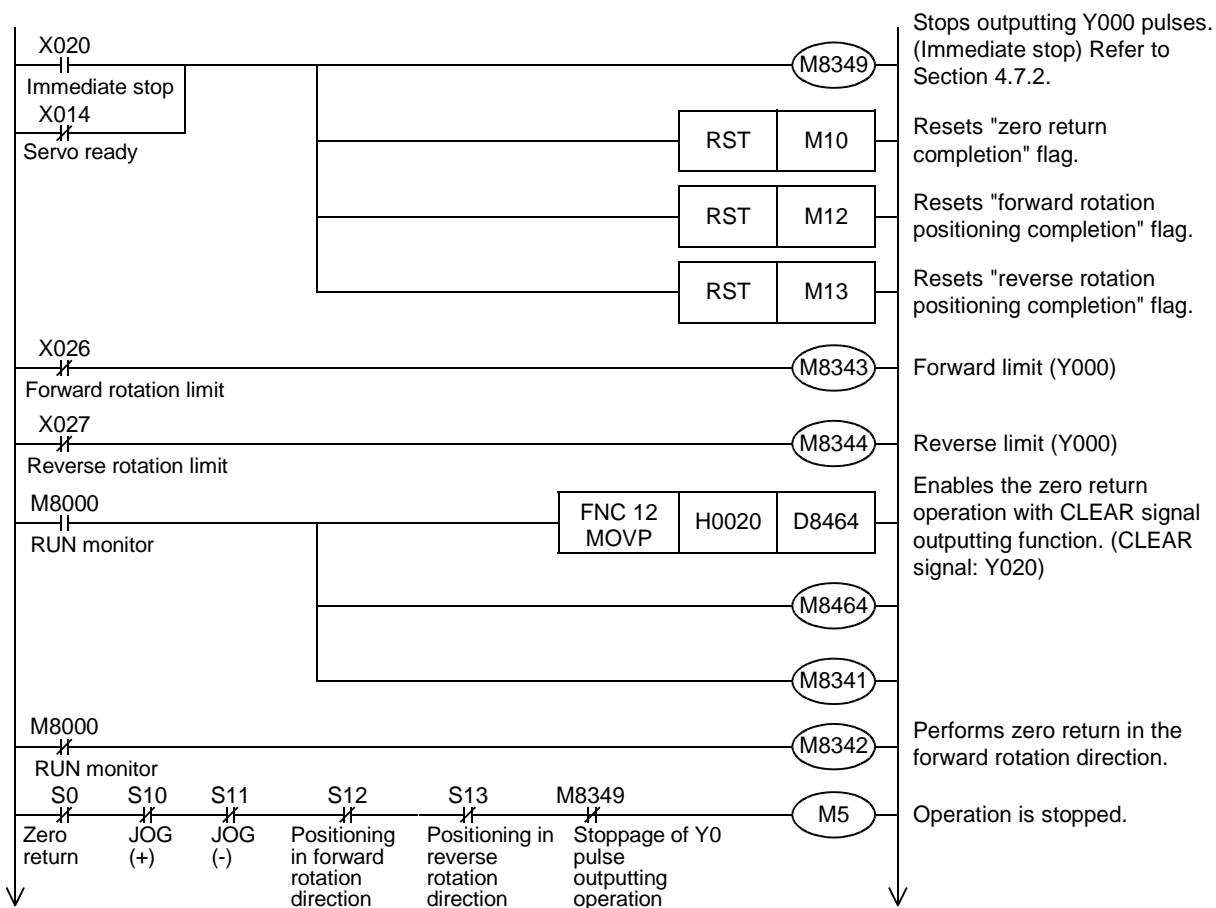 X020
Immediate stop
X014
Servo ready
M8349
Stops outputting Y000 pulses.
(Immediate stop) Refer to
Section 4.7.2.
RST M10
Resets "zero return
completion" flag.
RST M12
Resets "forward rotation
positioning completion" flag.
RST M13
Resets "reverse rotation
positioning completion" flag.
X026
Forward rotation limit
M8343
Forward limit (Y000)
X027
Reverse rotation limit
M8344
Reverse limit (Y000)
M8000
RUN monitor
FNC 12
MOVP
H0020
D8464
Enables the zero return
operation with CLEAR signal
outputting function. (CLEAR
signal: Y020)
M8464
M8341
M8000
RUN monitor
M8342
Performs zero return in the
forward rotation direction.
S0
Zero
return
S10
JOG
(+)
S11
JOG
(-)
S12
Positioning
in forward
rotation
direction
S13
Positioning in
reverse
rotation
direction
M8349
Stoppage of Y0
pulse
outputting
operation
M5
Operation is stopped.